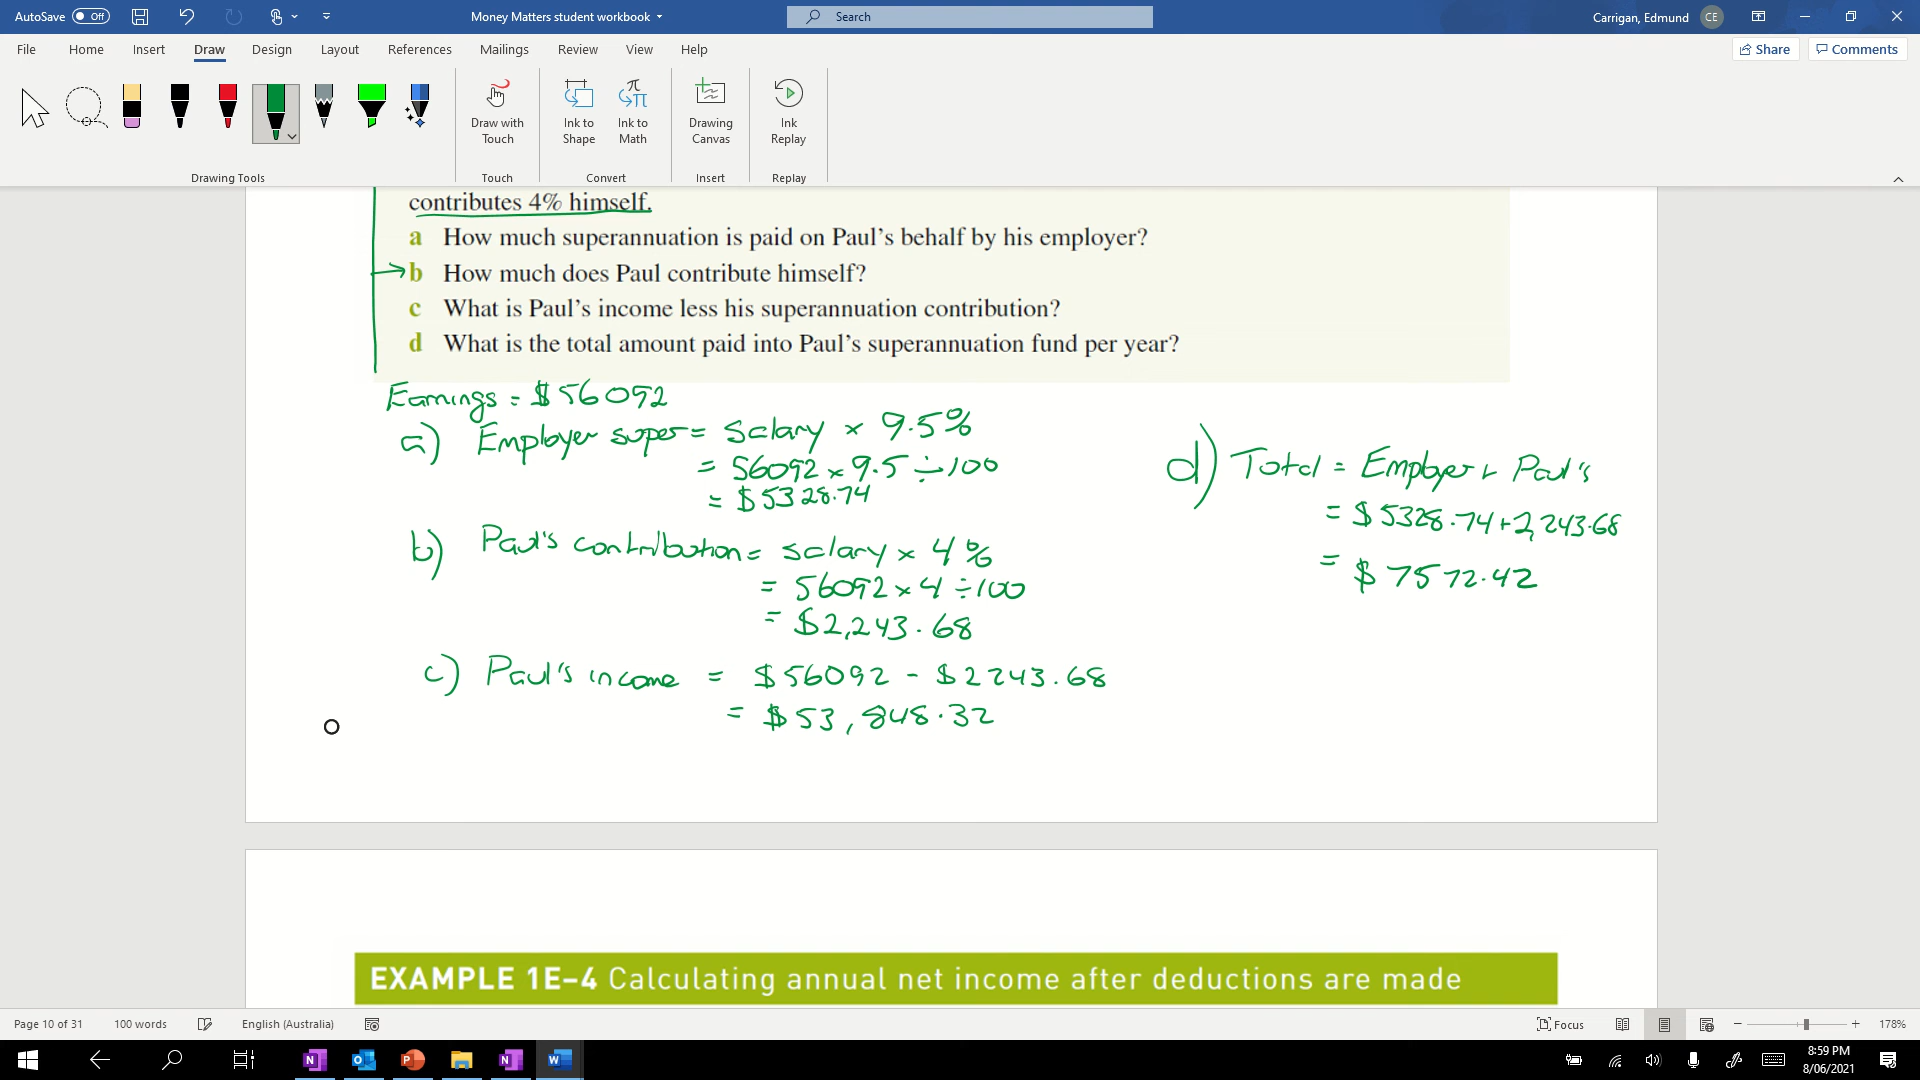 AutoSave Off
Money Matters student workbook
Search
Carrigan, Edmund CE
File Home Insert Draw Design Layout References Mailings Review View Help
Share Comments
Draw with Touch
Ink to Shape
Ink to Math
Drawing Canvas
Ink Replay
Drawing Tools Touch Convert Insert Replay
contributes 4% himself.
a How much superannuation is paid on Paul's behalf by his employer?
b How much does Paul contribute himself?
c What is Paul's income less his superannuation contribution?
d What is the total amount paid into Paul's superannuation fund per year?
Earnings = $56092
a) Employer super = salary × 9.5%
= 56092 × 9.5 ÷ 100
= $5328.74
b) Paul's contribution = salary × 4%
= 56092 × 4 ÷ 100
= $2,243.68
c) Paul's income = $56092 - $2243.68
= $53,848.32
d) Total = Employer + Paul's
= $5328.74 + 2,243.68
= $7572.42
EXAMPLE 1E–4 Calculating annual net income after deductions are made
Page 10 of 31 100 words English (Australia) Focus 178%
8:59 PM
8/06/2021